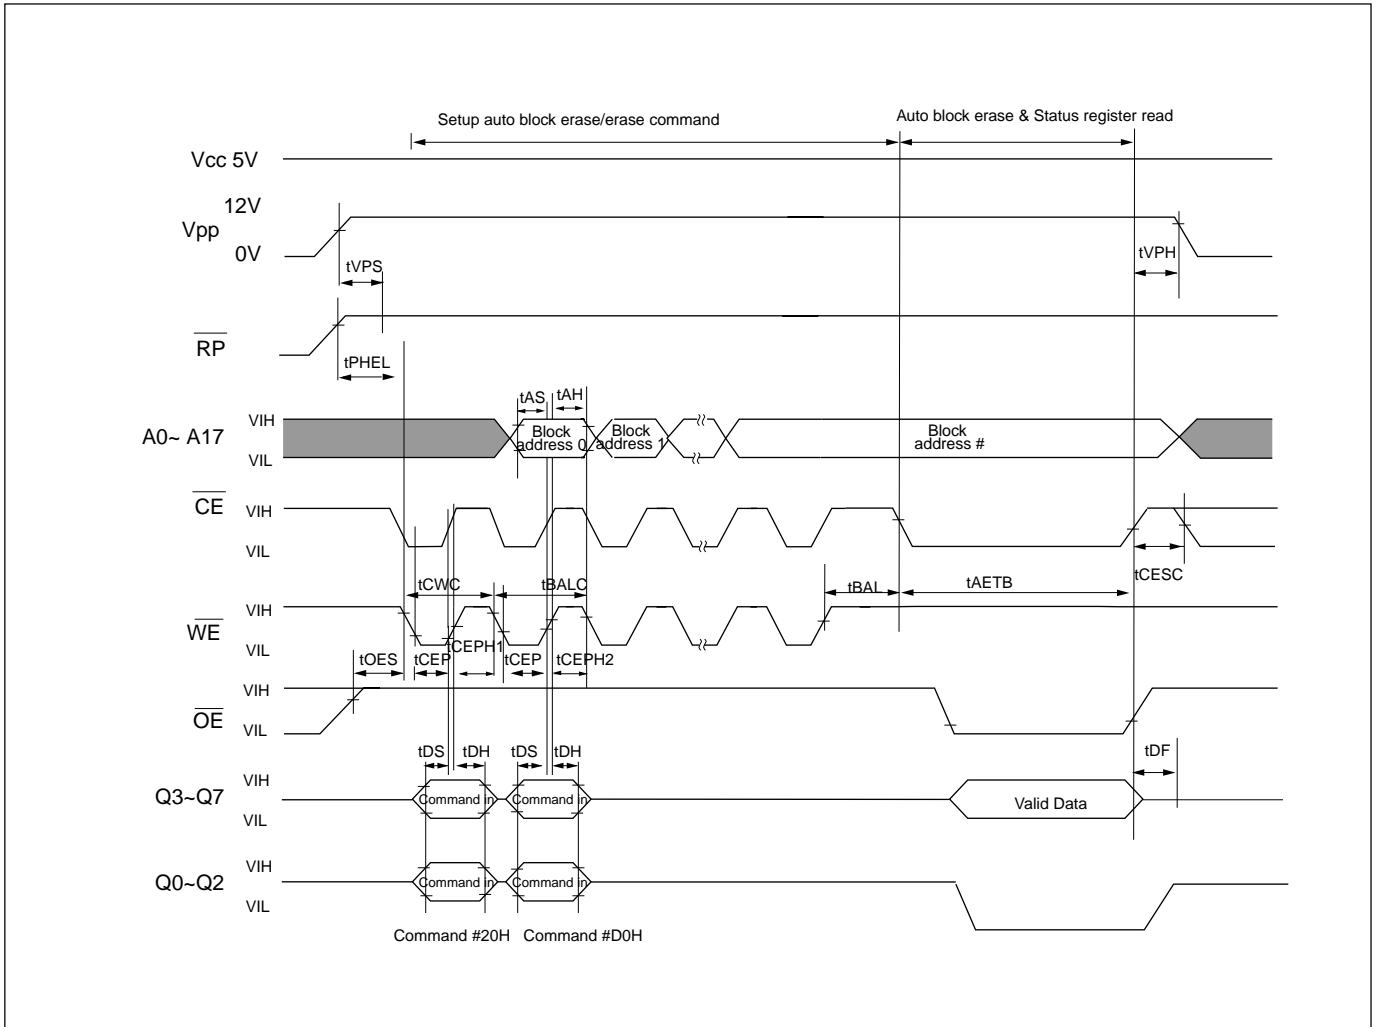 Setup auto block erase/erase command
Auto block erase & Status register read
Vcc 5V
12V
Vpp
0V
tVPS
tVPH
RP
tPHEL
tAS
tAH
A0~ A17
VIH
VIL
Block
address 0
Block
address 1
Block
address #
CE
VIH
VIL
tCWC
tBALC
tBAL
tAETB
tCESC
WE
VIH
VIL
tCEPH1
tOES
tCEP
tCEP
tCEPH2
OE
VIH
VIL
tDS
tDH
tDS
tDH
tDF
Q3~Q7
VIH
VIL
Command in
Command in
Valid Data
Q0~Q2
VIH
VIL
Command in
Command in
Command #20H
Command #D0H